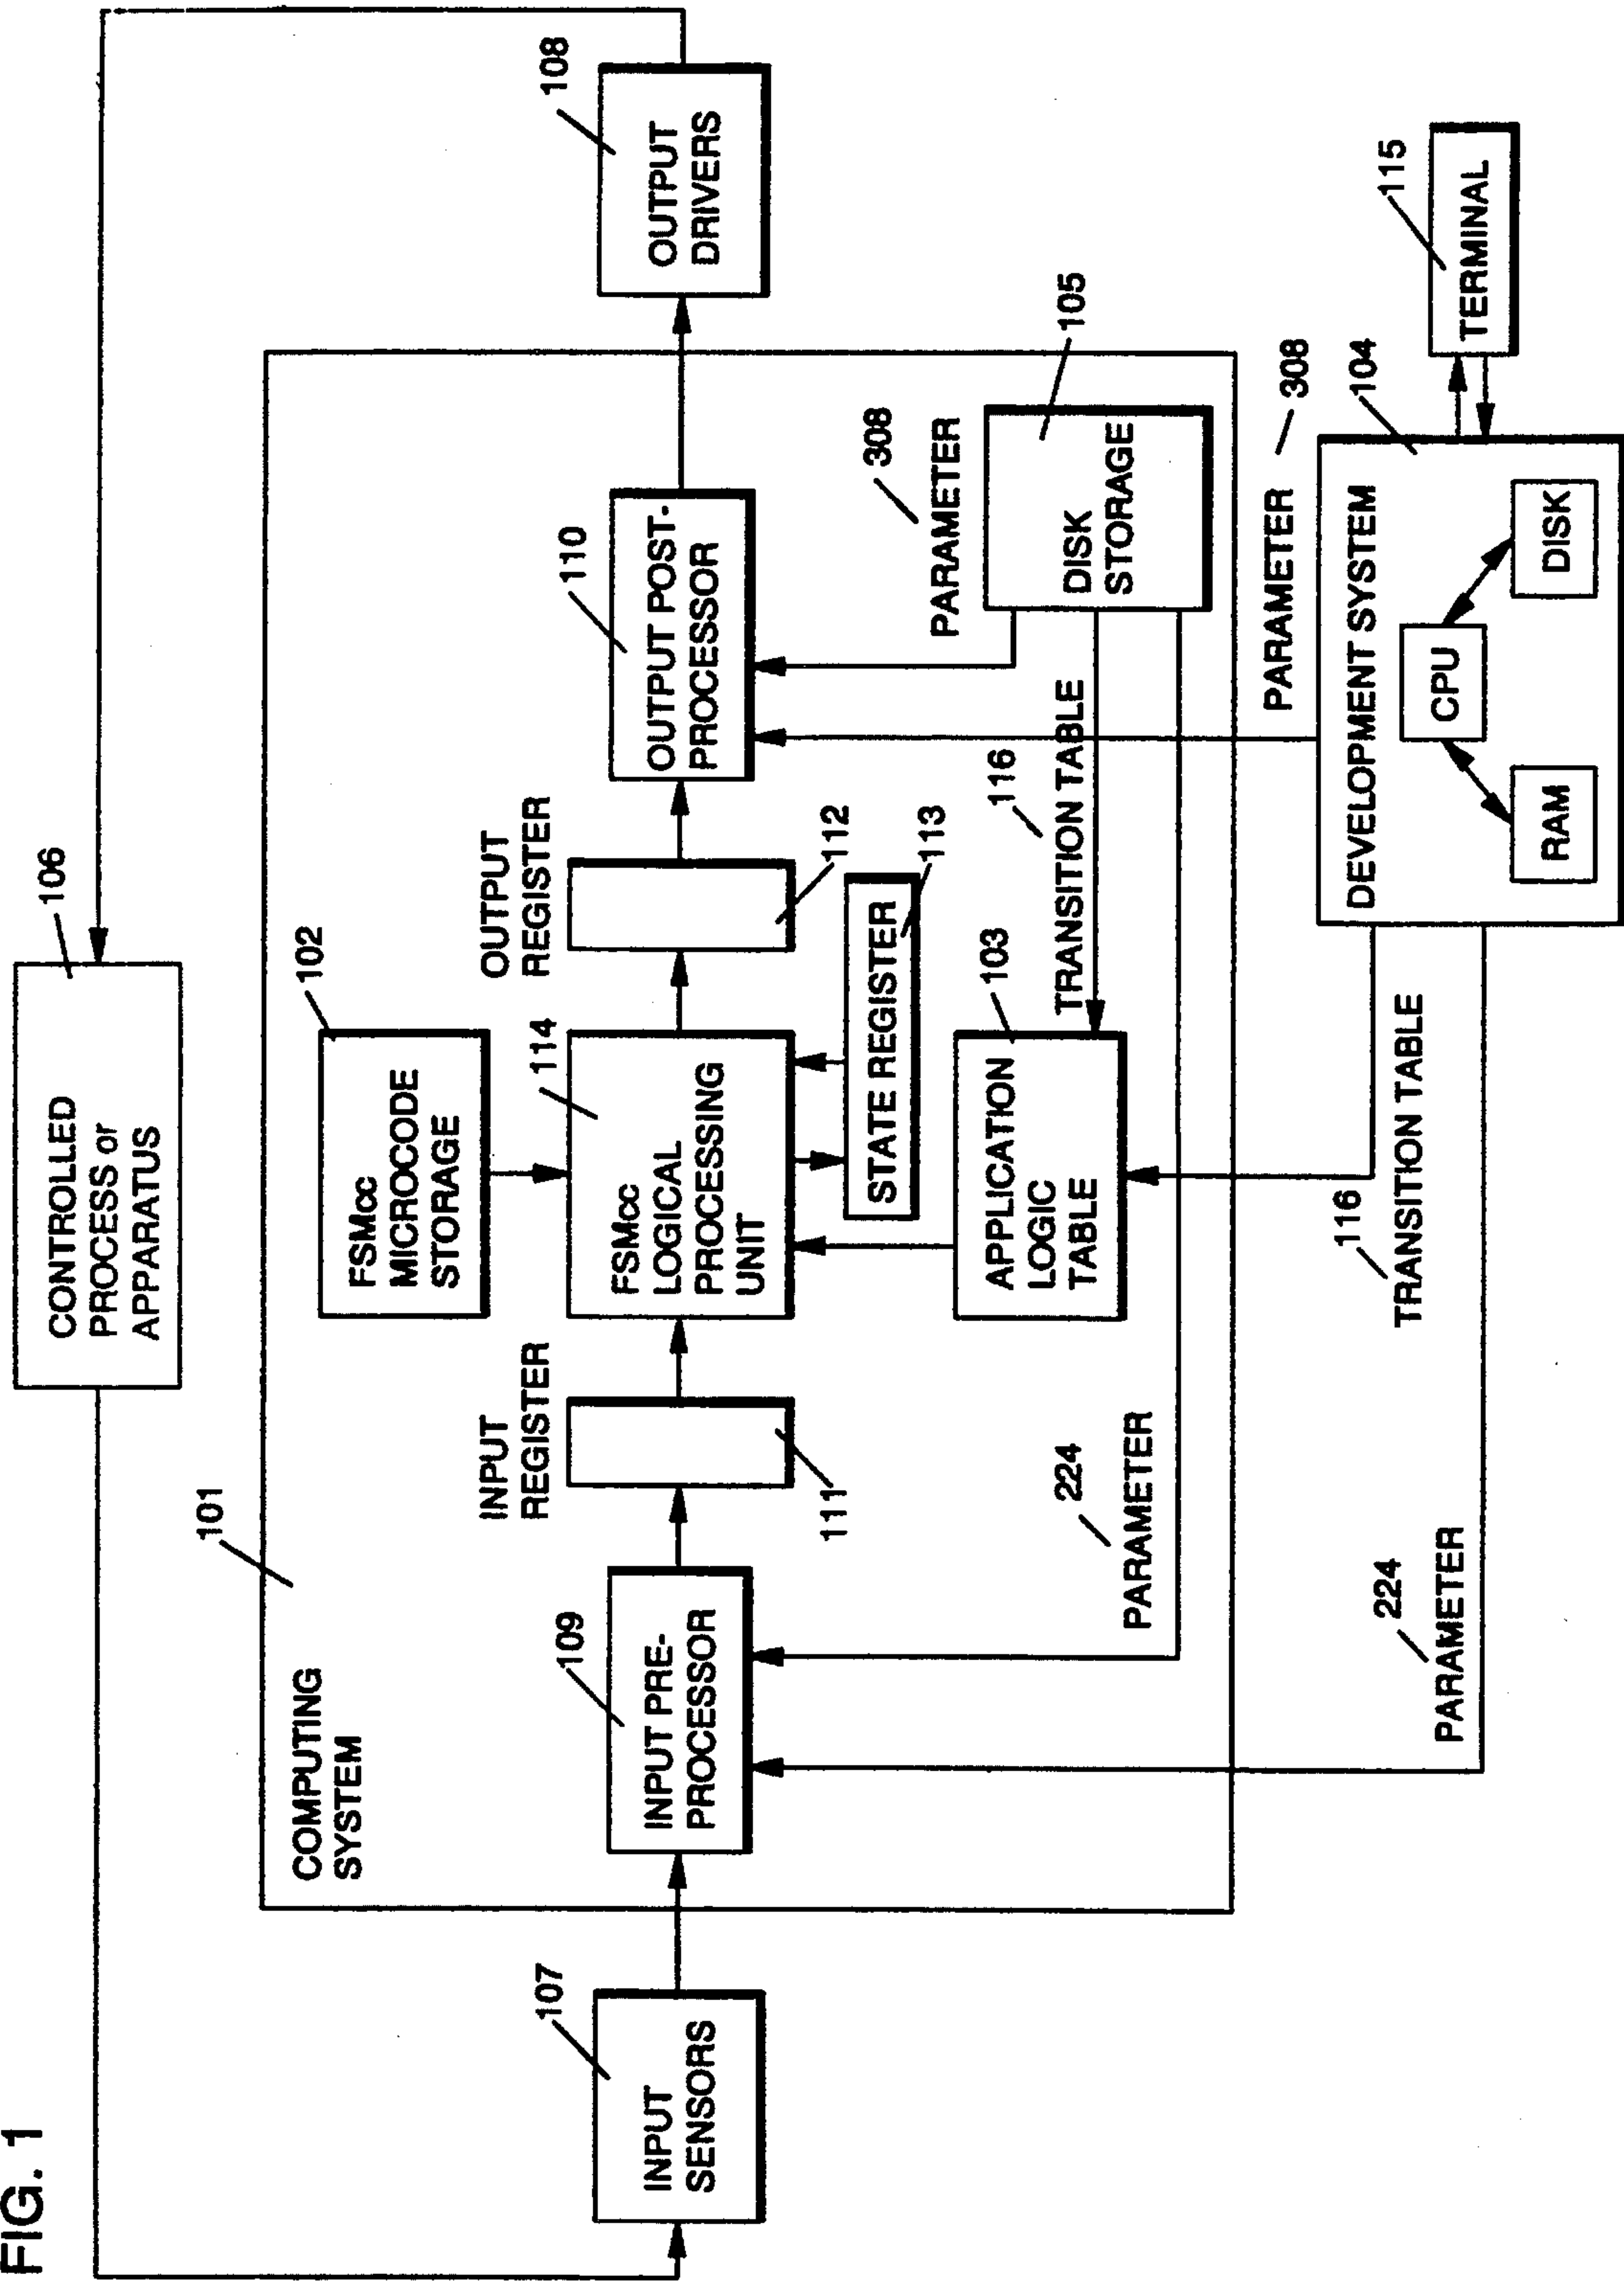 FIG. 1
106
CONTROLLED
PROCESS or
APPARATUS
101
COMPUTING
SYSTEM
102
FSMcc
MICROCODE
STORAGE
107
INPUT
SENSORS
109
INPUT PRE-
PROCESSOR
INPUT
REGISTER
111
114
FSMcc
LOGICAL
PROCESSING
UNIT
OUTPUT
REGISTER
112
110
OUTPUT POST-
PROCESSOR
108
OUTPUT
DRIVERS
STATE REGISTER
113
103
APPLICATION
LOGIC
TABLE
116
TRANSITION TABLE
308
PARAMETER
105
DISK
STORAGE
224
PARAMETER
224
PARAMETER
116
TRANSITION TABLE
PARAMETER
308
104
DEVELOPMENT SYSTEM
RAM
CPU
DISK
115
TERMINAL